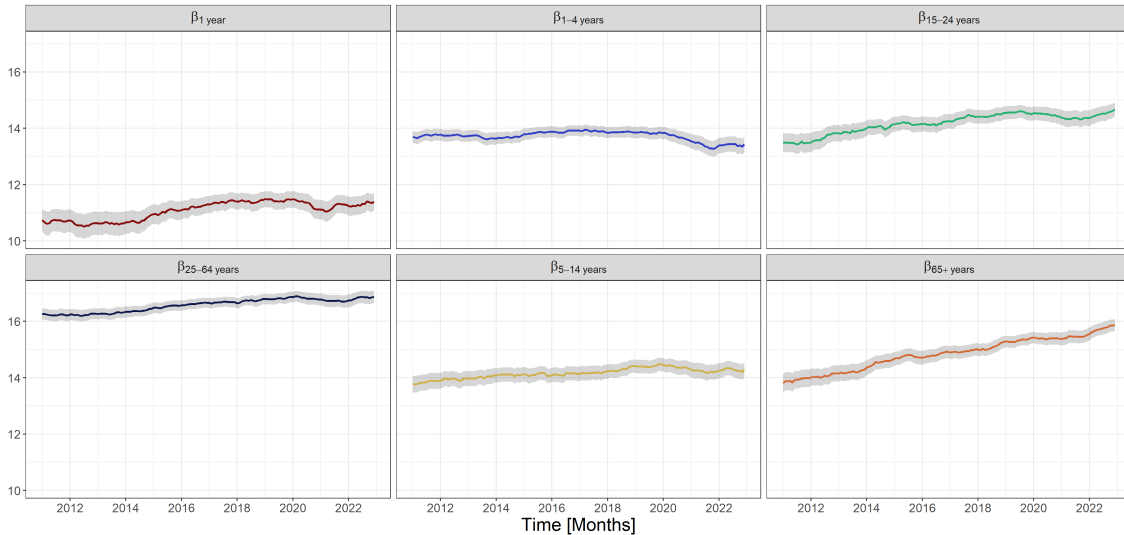 β1 year
β1−4 years
β15−24 years
16
14
12
10
β25−64 years
β5−14 years
β65+ years
16
14
12
10
2012 2014 2016 2018 2020 2022
2012 2014 2016 2018 2020 2022
2012 2014 2016 2018 2020 2022
Time [Months]